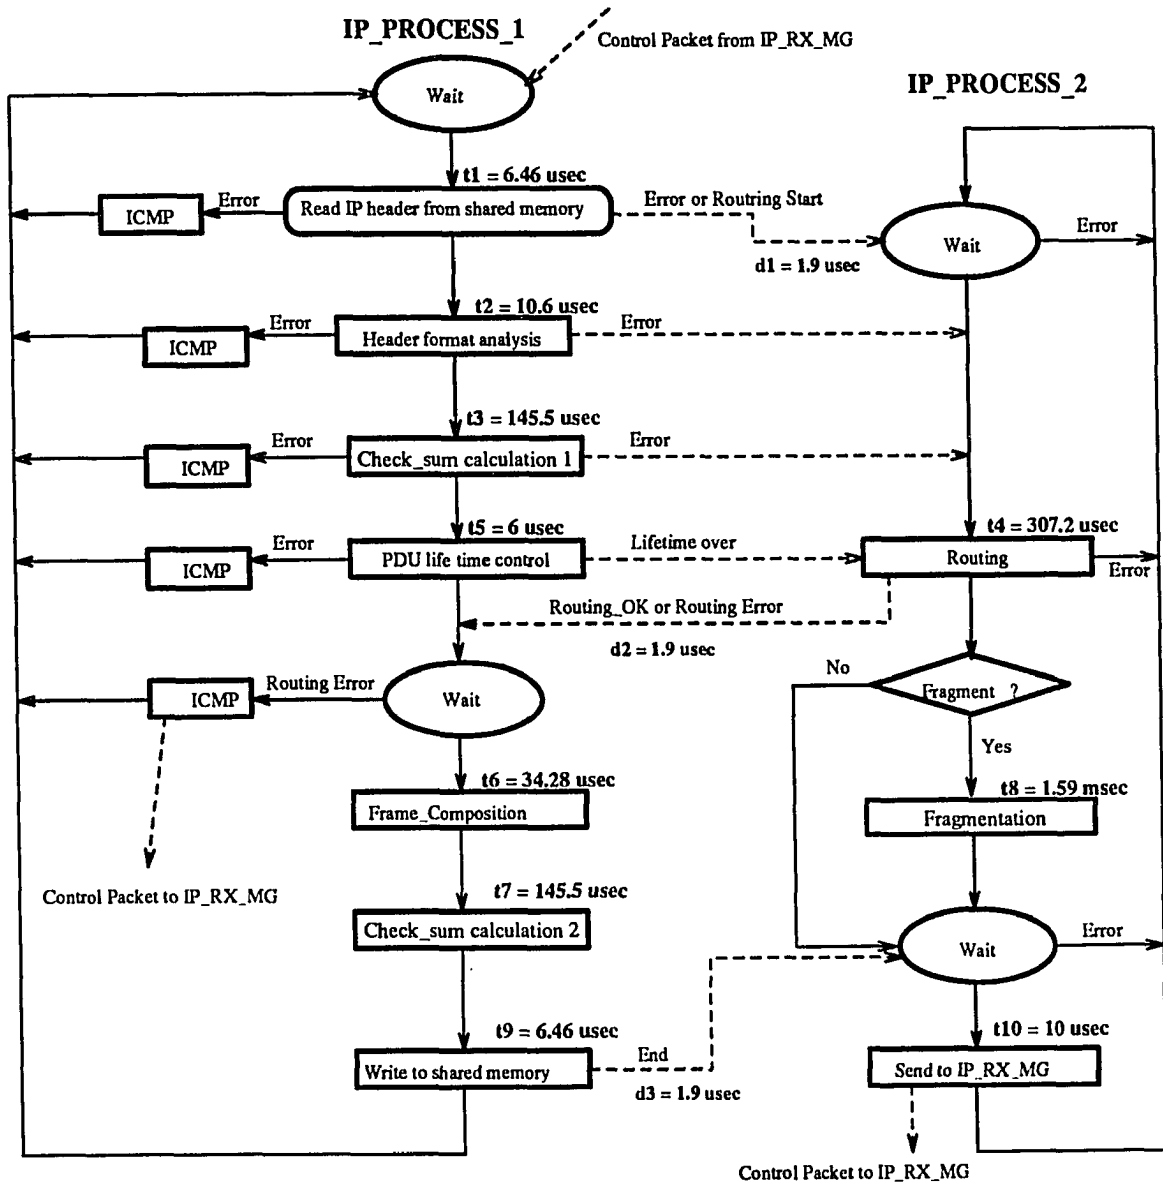 IP_PROCESS_1
Control Packet from IP_RX_MG
IP_PROCESS_2
Wait
t1 = 6.46 usec
Error
ICMP
Read IP header from shared memory
Error or Routring Start
d1 = 1.9 usec
Wait
Error
t2 = 10.6 usec
Error
ICMP
Header format analysis
Error
t3 = 145.5 usec
Error
ICMP
Check_sum calculation 1
Error
t5 = 6 usec
Error
ICMP
PDU life time control
Lifetime over
t4 = 307.2 usec
Routing
Error
Routing_OK or Routing Error
d2 = 1.9 usec
Routing Error
ICMP
Wait
No
Fragment ?
Yes
t6 = 34.28 usec
Frame_Composition
t8 = 1.59 msec
Fragmentation
Control Packet to IP_RX_MG
t7 = 145.5 usec
Check_sum calculation 2
Wait
Error
t9 = 6.46 usec
Write to shared memory
End
d3 = 1.9 usec
t10 = 10 usec
Send to IP_RX_MG
Control Packet to IP_RX_MG